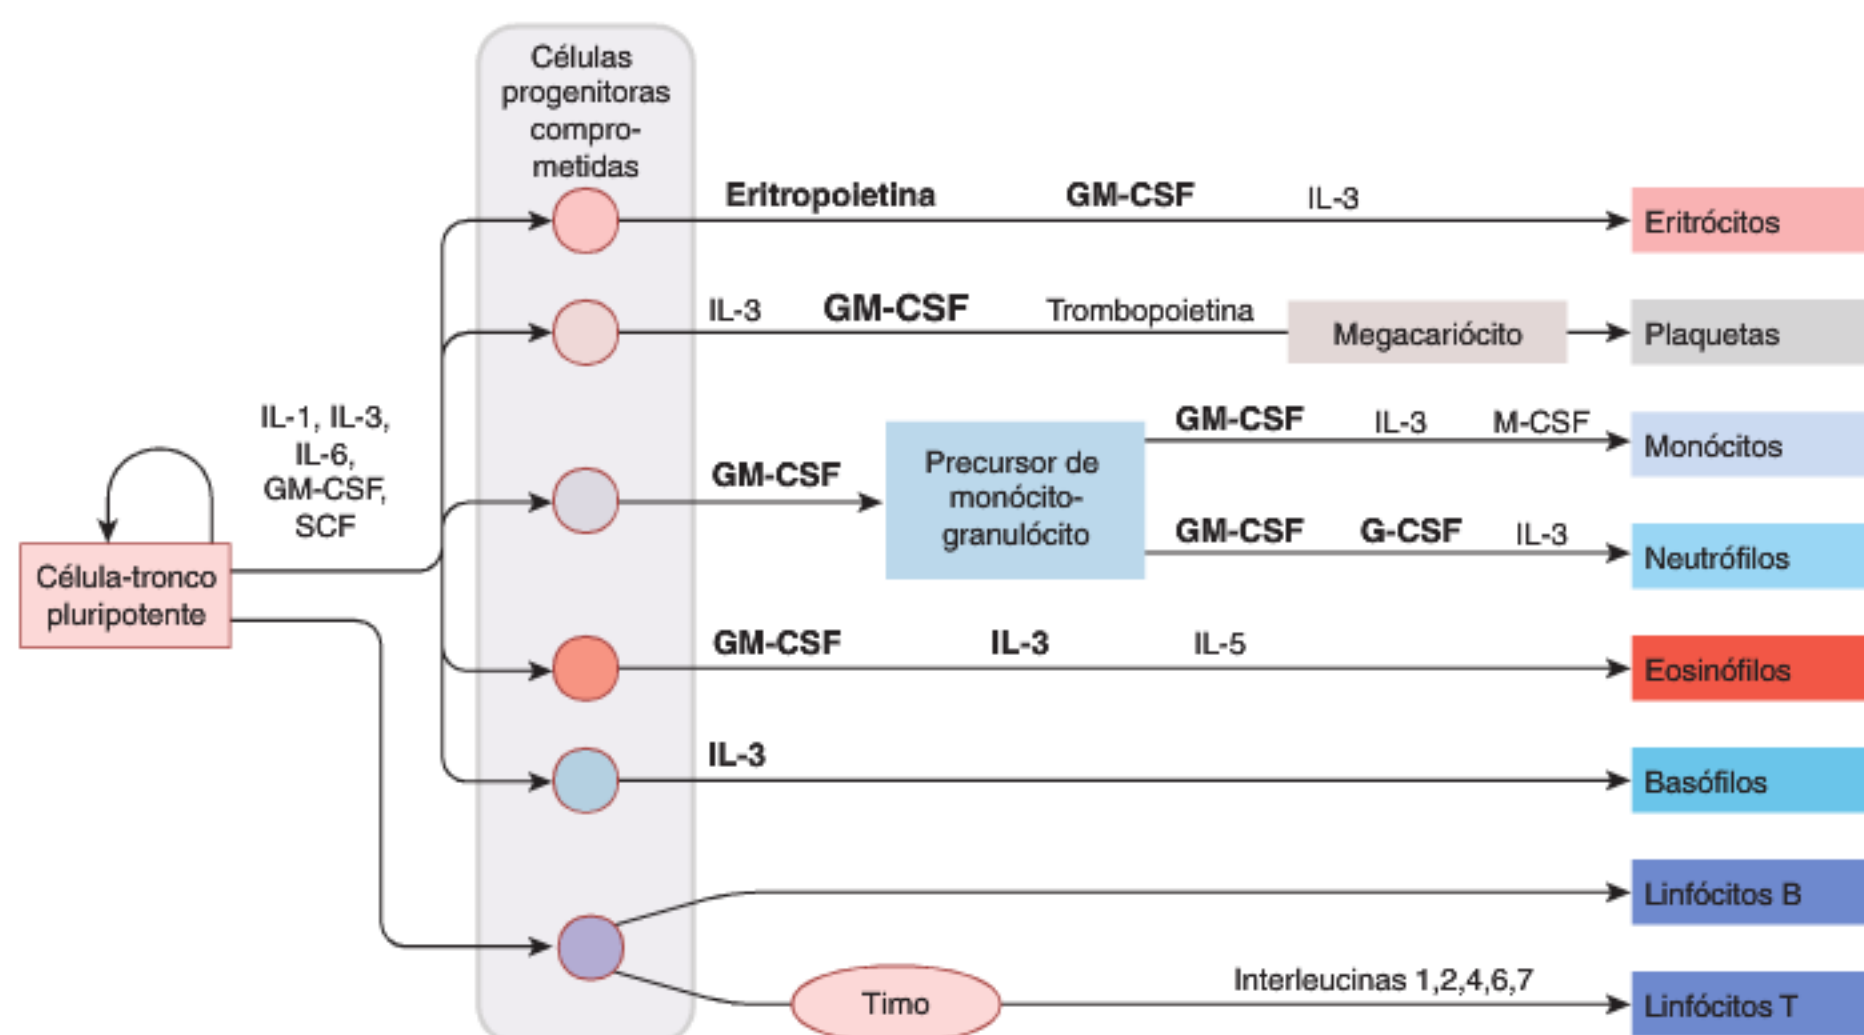 Células
progenitoras
compro-
metidas
Eritropoietina GM-CSF IL-3
Eritrócitos
IL-3 GM-CSF Trombopoietina
Megacariócito
Plaquetas
IL-1, IL-3,
IL-6,
GM-CSF,
SCF
Célula-tronco
pluripotente
GM-CSF
Precursor de
monócito-
granulócito
GM-CSF IL-3 M-CSF
Monócitos
GM-CSF G-CSF IL-3
Neutrófilos
GM-CSF IL-3 IL-5
Eosinófilos
IL-3
Basófilos
Linfócitos B
Timo
Interleucinas 1,2,4,6,7
Linfócitos T